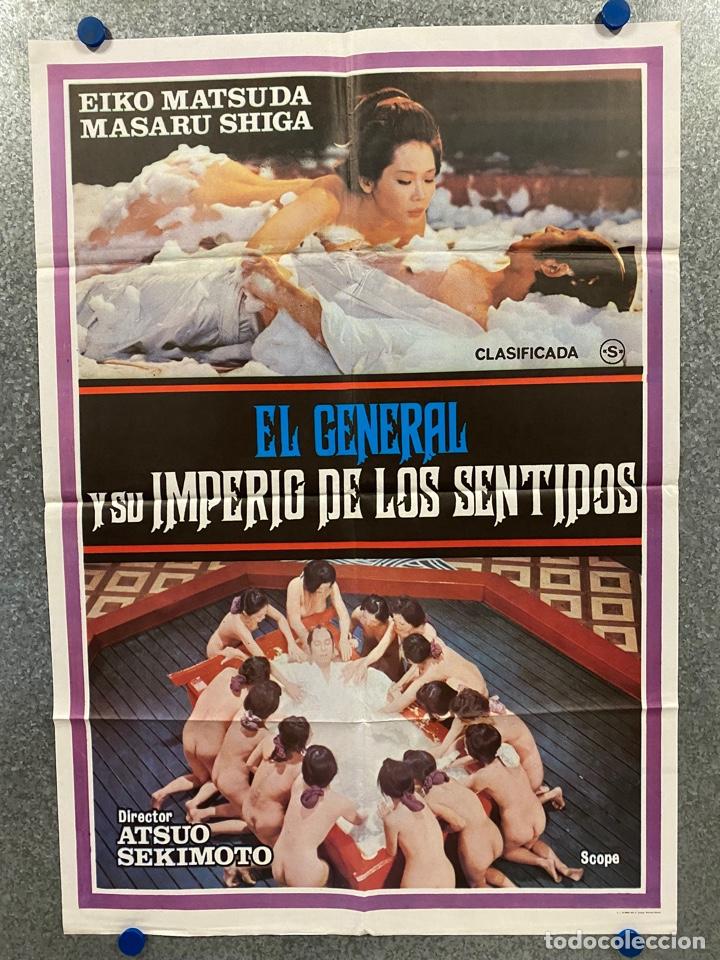 EIKO MATSUDA
MASARU SHIGA
CLASIFICADA "S"
EL GENERAL
Y SU IMPERIO DE LOS SENTIDOS
Director
ATSUO
SEKIMOTO
Scope
todocoleccion